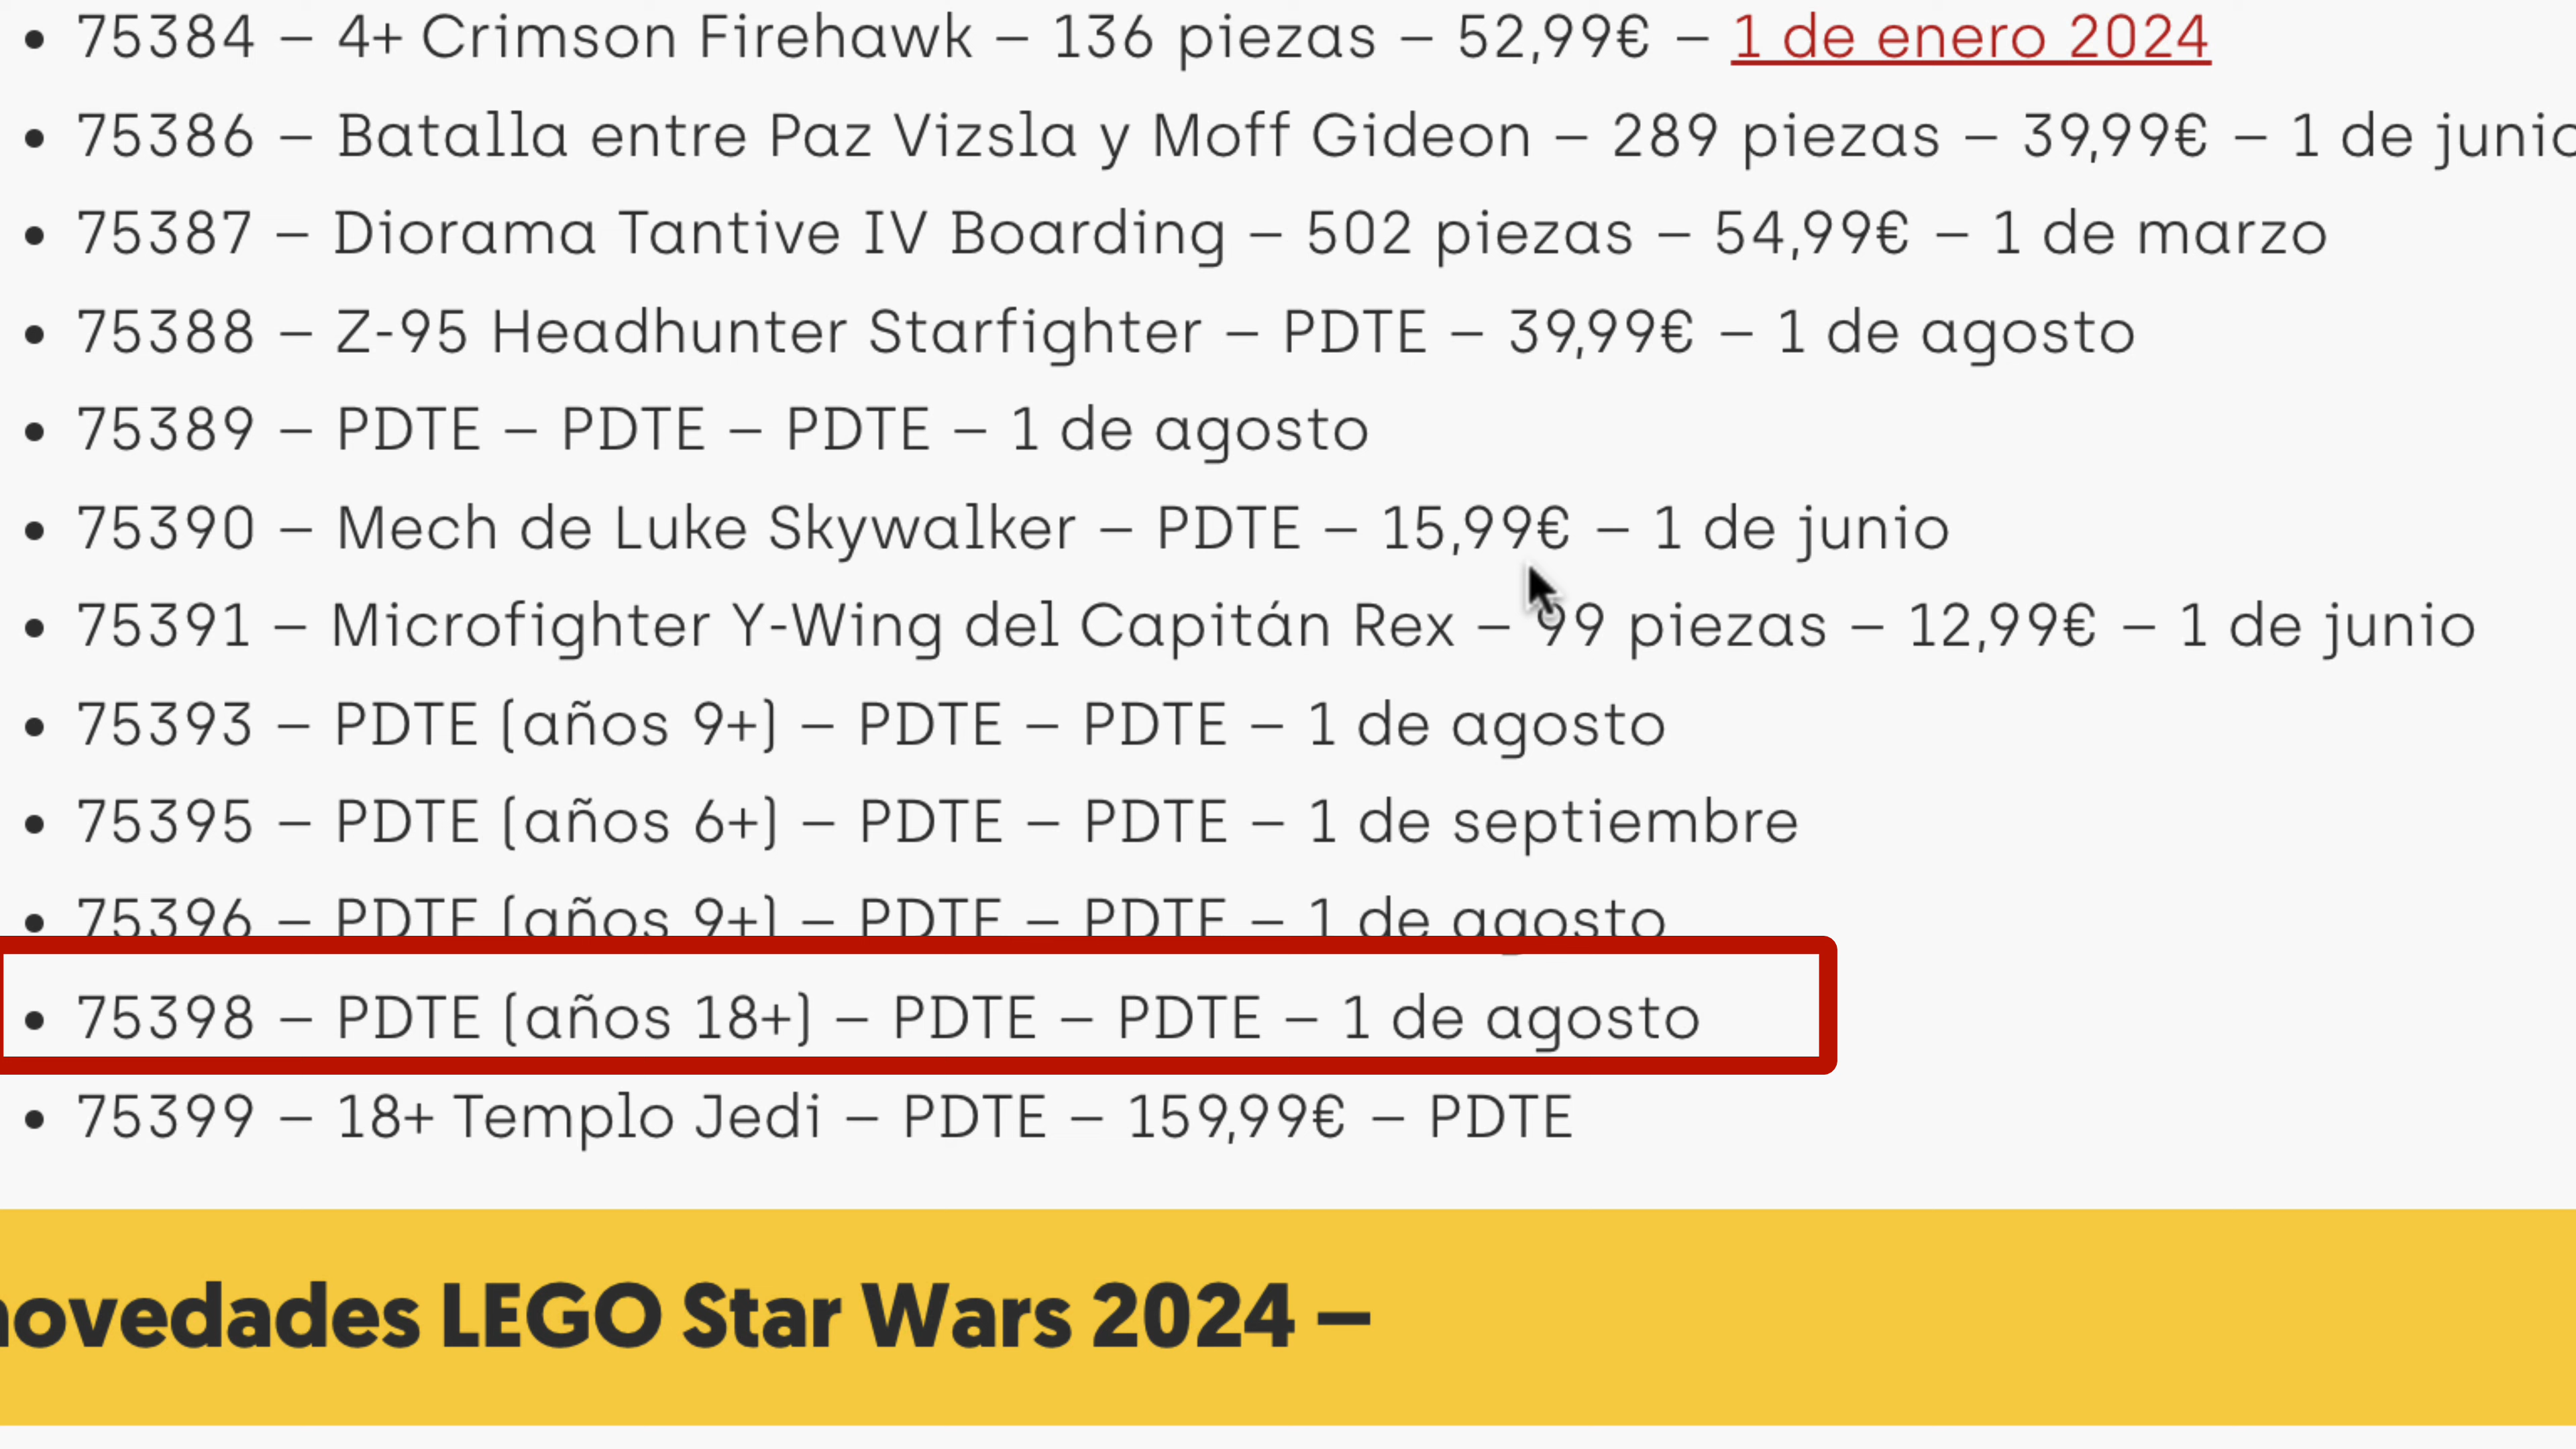 • 75384 – 4+ Crimson Firehawk – 136 piezas – 52,99€ – 1 de enero 2024
• 75386 – Batalla entre Paz Vizsla y Moff Gideon – 289 piezas – 39,99€ – 1 de junio
• 75387 – Diorama Tantive IV Boarding – 502 piezas – 54,99€ – 1 de marzo
• 75388 – Z-95 Headhunter Starfighter – PDTE – 39,99€ – 1 de agosto
• 75389 – PDTE – PDTE – PDTE – 1 de agosto
• 75390 – Mech de Luke Skywalker – PDTE – 15,99€ – 1 de junio
• 75391 – Microfighter Y-Wing del Capitán Rex – 99 piezas – 12,99€ – 1 de junio
• 75393 – PDTE (años 9+) – PDTE – PDTE – 1 de agosto
• 75395 – PDTE (años 6+) – PDTE – PDTE – 1 de septiembre
• 75396 – PDTE (años 9+) – PDTE – PDTE – 1 de agosto
• 75398 – PDTE (años 18+) – PDTE – PDTE – 1 de agosto
• 75399 – 18+ Templo Jedi – PDTE – 159,99€ – PDTE
novedades LEGO Star Wars 2024 –